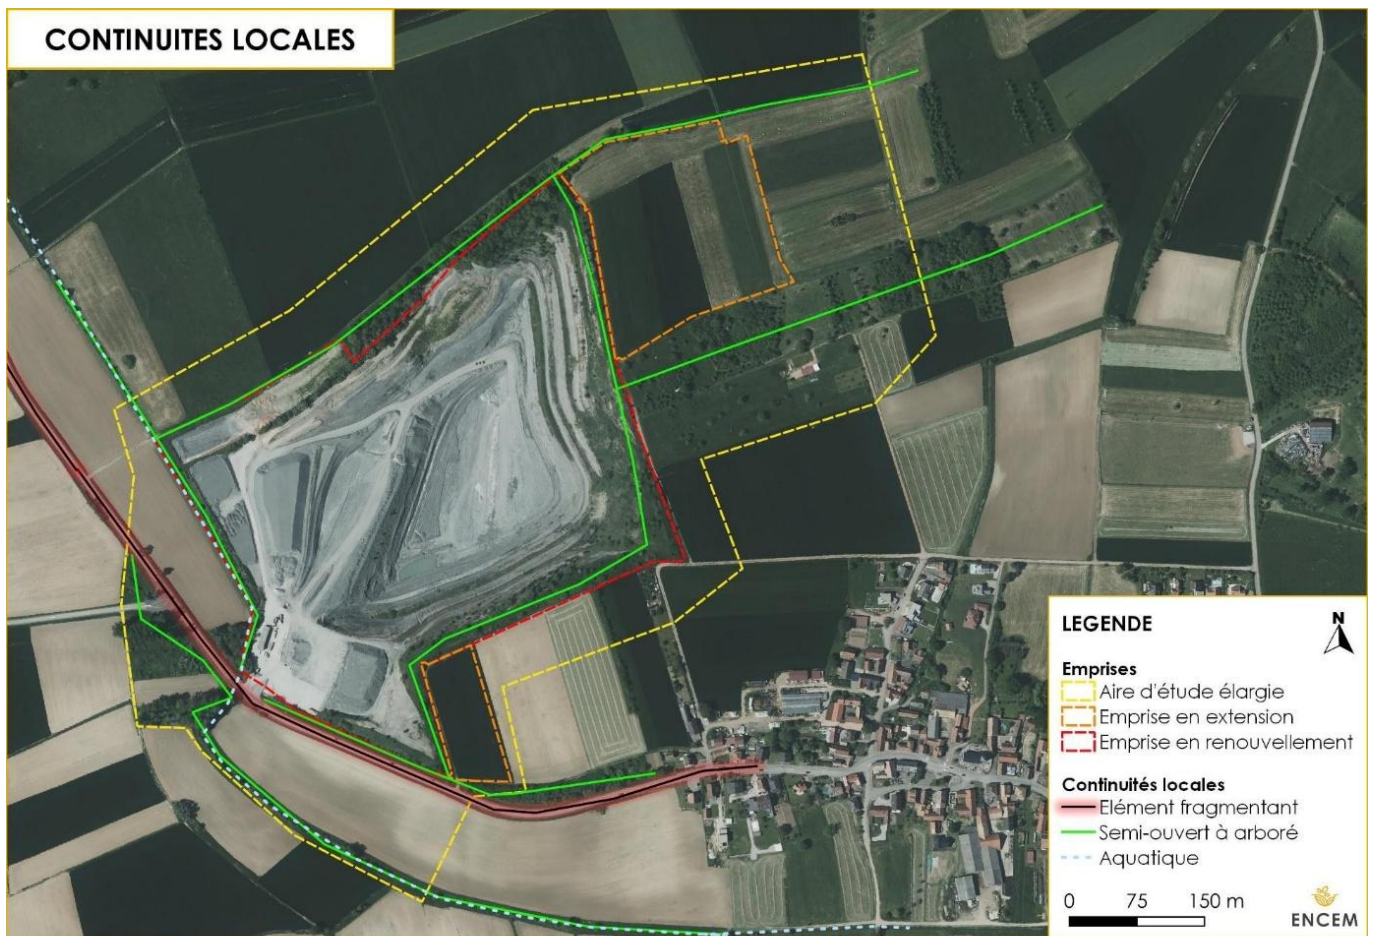 CONTINUITES LOCALES
LEGENDE
N
Emprises
Aire d'étude élargie
Emprise en extension
Emprise en renouvellement
Continuités locales
Elément fragmentant
Semi-ouvert à arboré
Aquatique
0 75 150 m
ENCEM